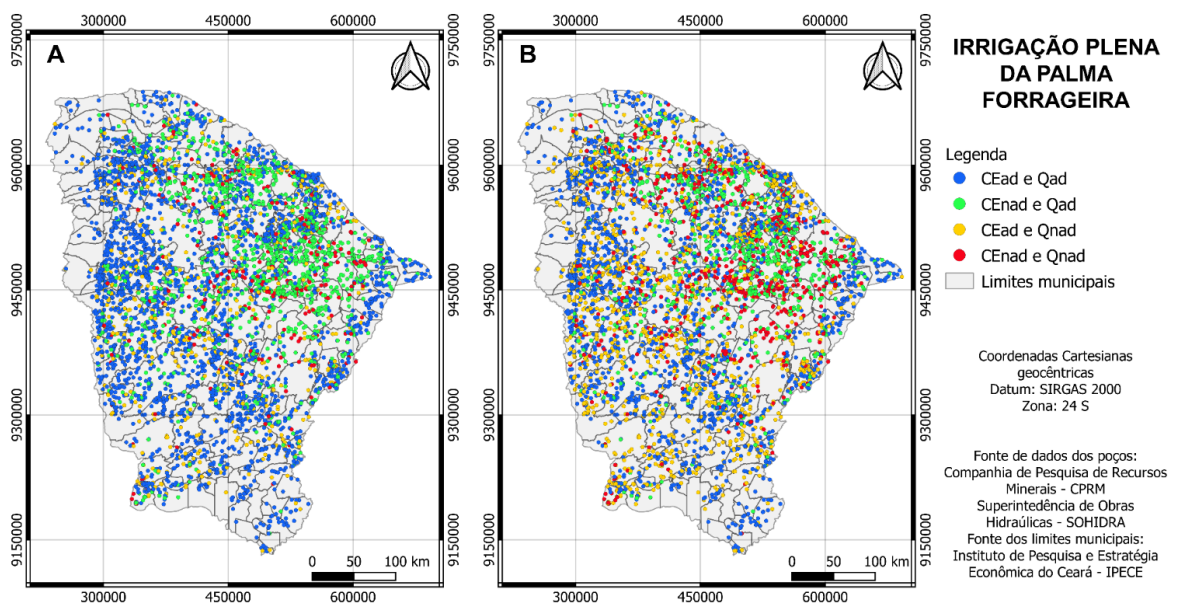 300000 450000 600000
300000 450000 600000
9750000
9750000
9750000
9750000
A
B
9600000
9600000
9600000
9600000
9450000
9450000
9450000
9450000
9300000
9300000
9300000
9300000
9150000
9150000
9150000
9150000
0 50 100 km
0 50 100 km
300000 450000 600000
300000 450000 600000
IRRIGAÇÃO PLENA
DA PALMA
FORRAGEIRA
Legenda
CEad e Qad
CEnad e Qad
CEad e Qnad
CEnad e Qnad
Limites municipais
Coordenadas Cartesianas
geocêntricas
Datum: SIRGAS 2000
Zona: 24 S
Fonte de dados dos poços:
Companhia de Pesquisa de Recursos
Minerais - CPRM
Superintedência de Obras
Hidráulicas - SOHIDRA
Fonte dos limites municipais:
Instituto de Pesquisa e Estratégia
Econômica do Ceará - IPECE